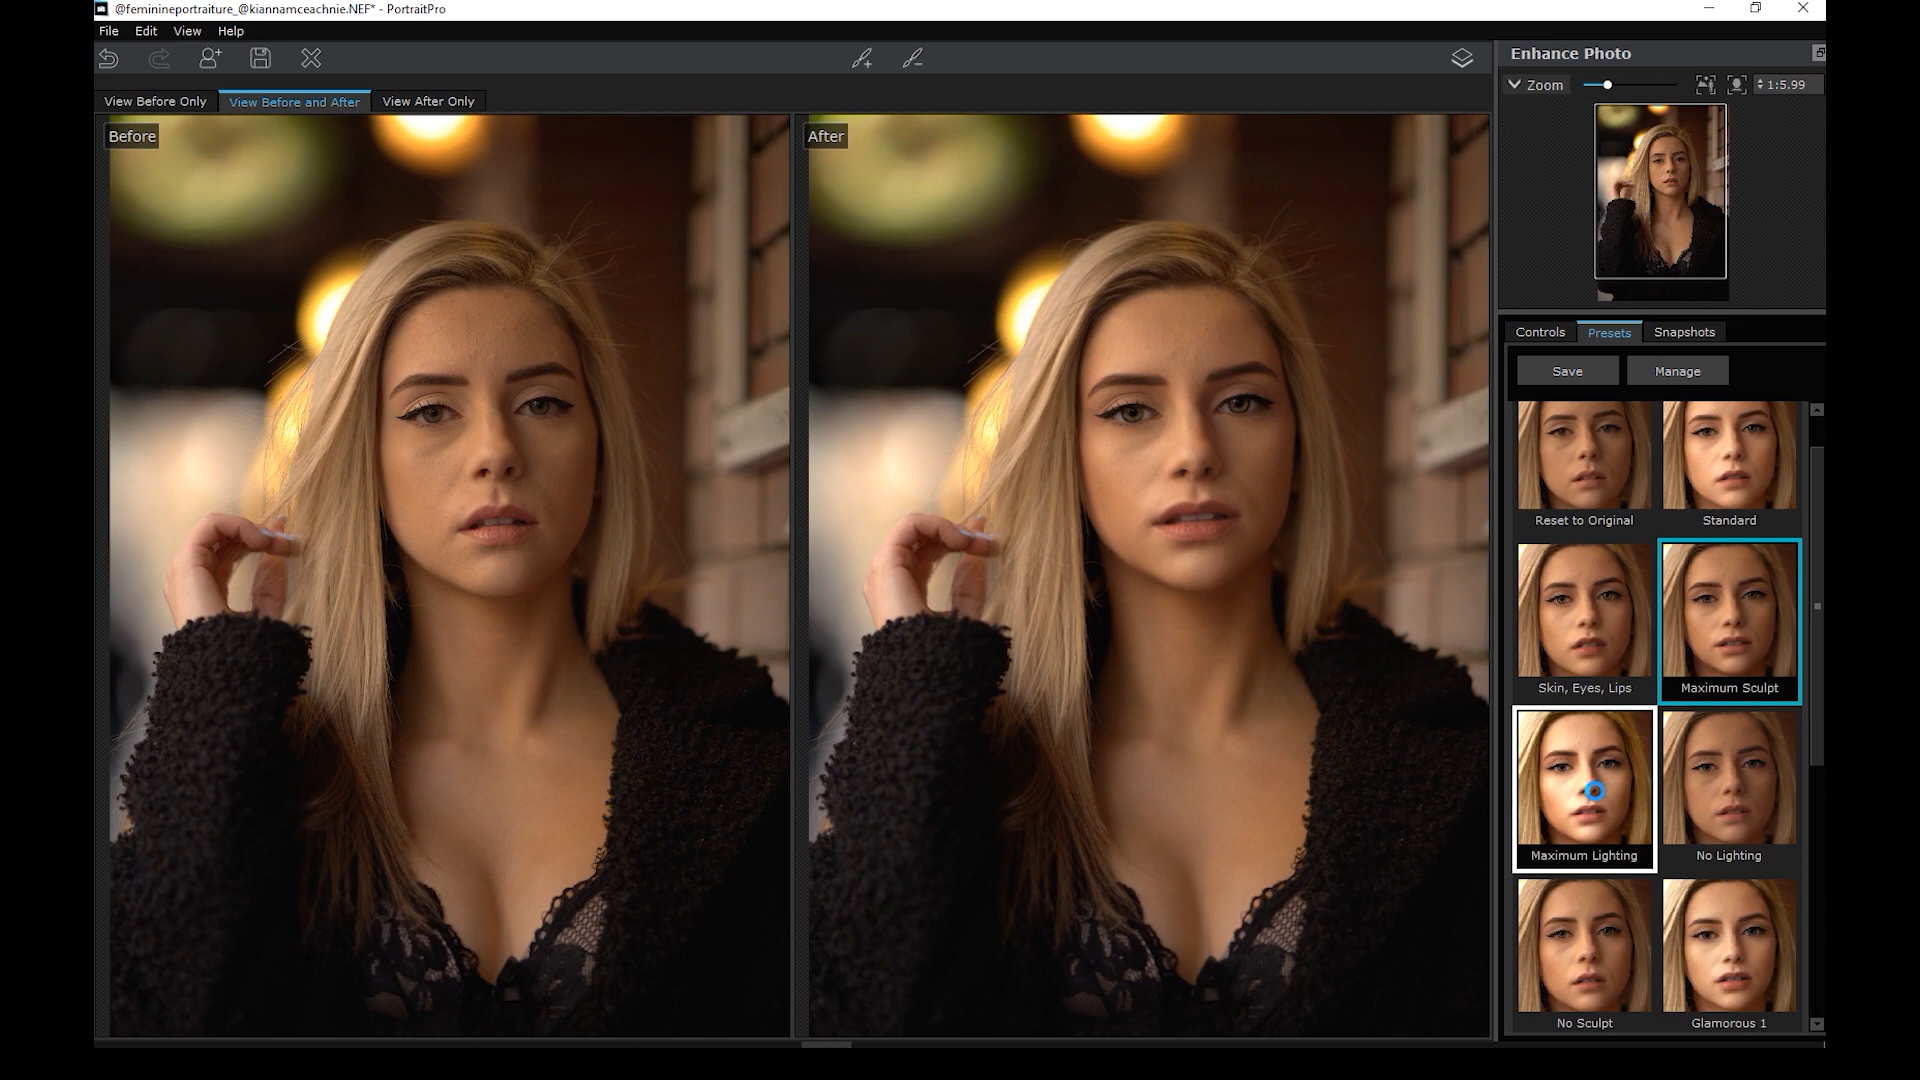 @feminineportraiture_@kiannamceachnie.NEF* - PortraitPro
File Edit View Help
Enhance Photo
Zoom 1:5.99
View Before Only View Before and After View After Only
Before After
Controls Presets Snapshots
Save Manage
Reset to Original Standard
Skin, Eyes, Lips Maximum Sculpt
Maximum Lighting No Lighting
No Sculpt Glamorous 1